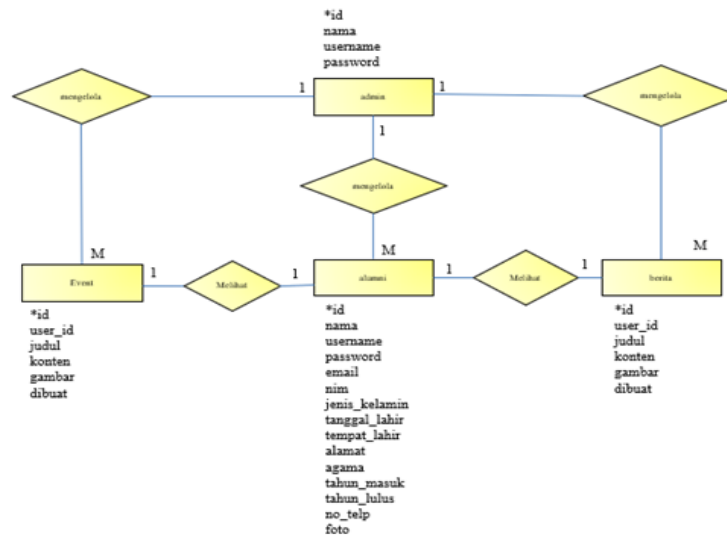 *id
nama
username
password
mengelola
1
admin
1
mengelola
1
mengelola
M
M
M
Event
1
Melihat
1
alumni
1
Melihat
1
berita
*id
user_id
judul
konten
gambar
dibuat
*id
nama
username
password
email
nim
jenis_kelamin
tanggal_lahir
tempat_lahir
alamat
agama
tahun_masuk
tahun_lulus
no_telp
foto
*id
user_id
judul
konten
gambar
dibuat